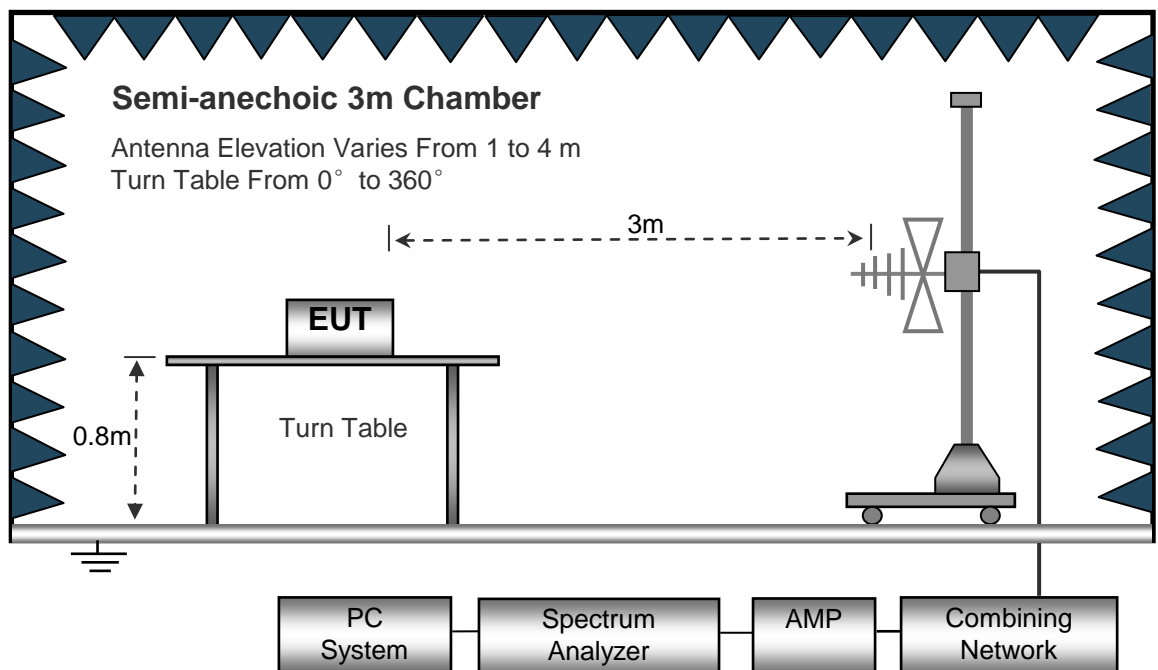 Semi-anechoic 3m Chamber
Antenna Elevation Varies From 1 to 4 m
Turn Table From 0° to 360°
3m
EUT
0.8m
Turn Table
PC
System
Spectrum
Analyzer
AMP
Combining
Network